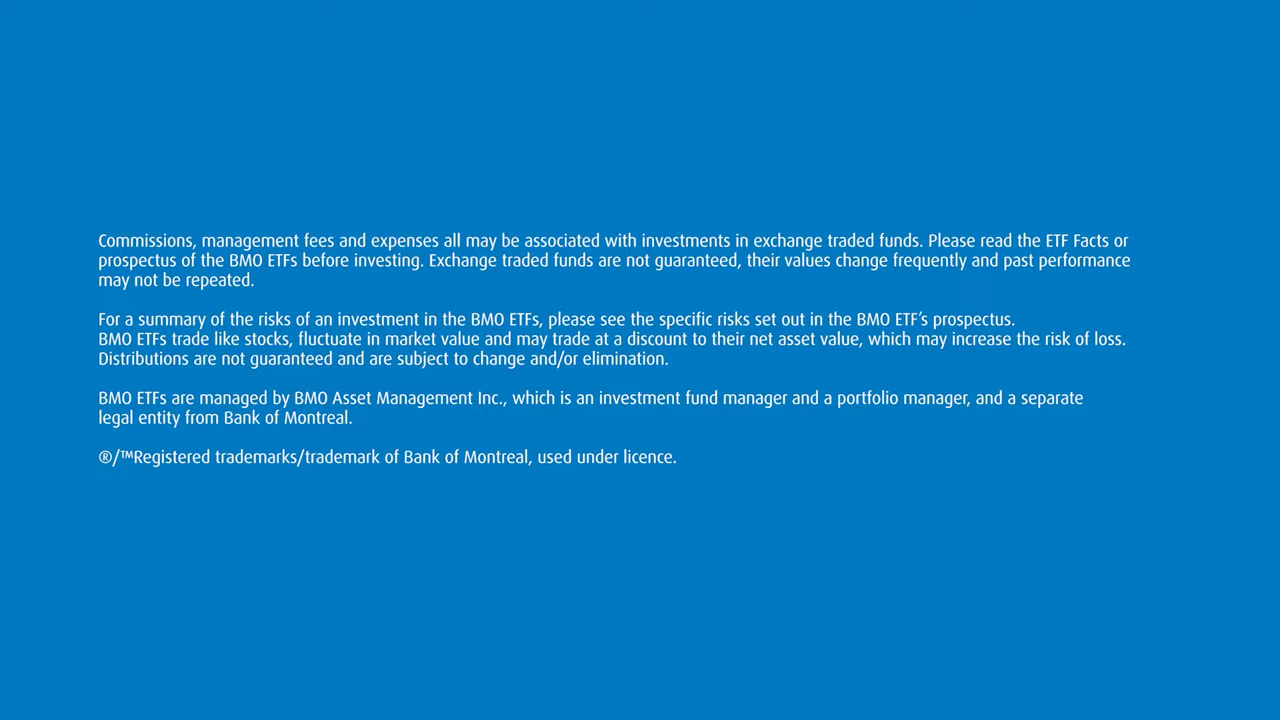 Commissions, management fees and expenses all may be associated with investments in exchange traded funds. Please read the ETF Facts or
prospectus of the BMO ETFs before investing. Exchange traded funds are not guaranteed, their values change frequently and past performance
may not be repeated.
For a summary of the risks of an investment in the BMO ETFs, please see the specific risks set out in the BMO ETF’s prospectus.
BMO ETFs trade like stocks, fluctuate in market value and may trade at a discount to their net asset value, which may increase the risk of loss.
Distributions are not guaranteed and are subject to change and/or elimination.
BMO ETFs are managed by BMO Asset Management Inc., which is an investment fund manager and a portfolio manager, and a separate
legal entity from Bank of Montreal.
®/™Registered trademarks/trademark of Bank of Montreal, used under licence.